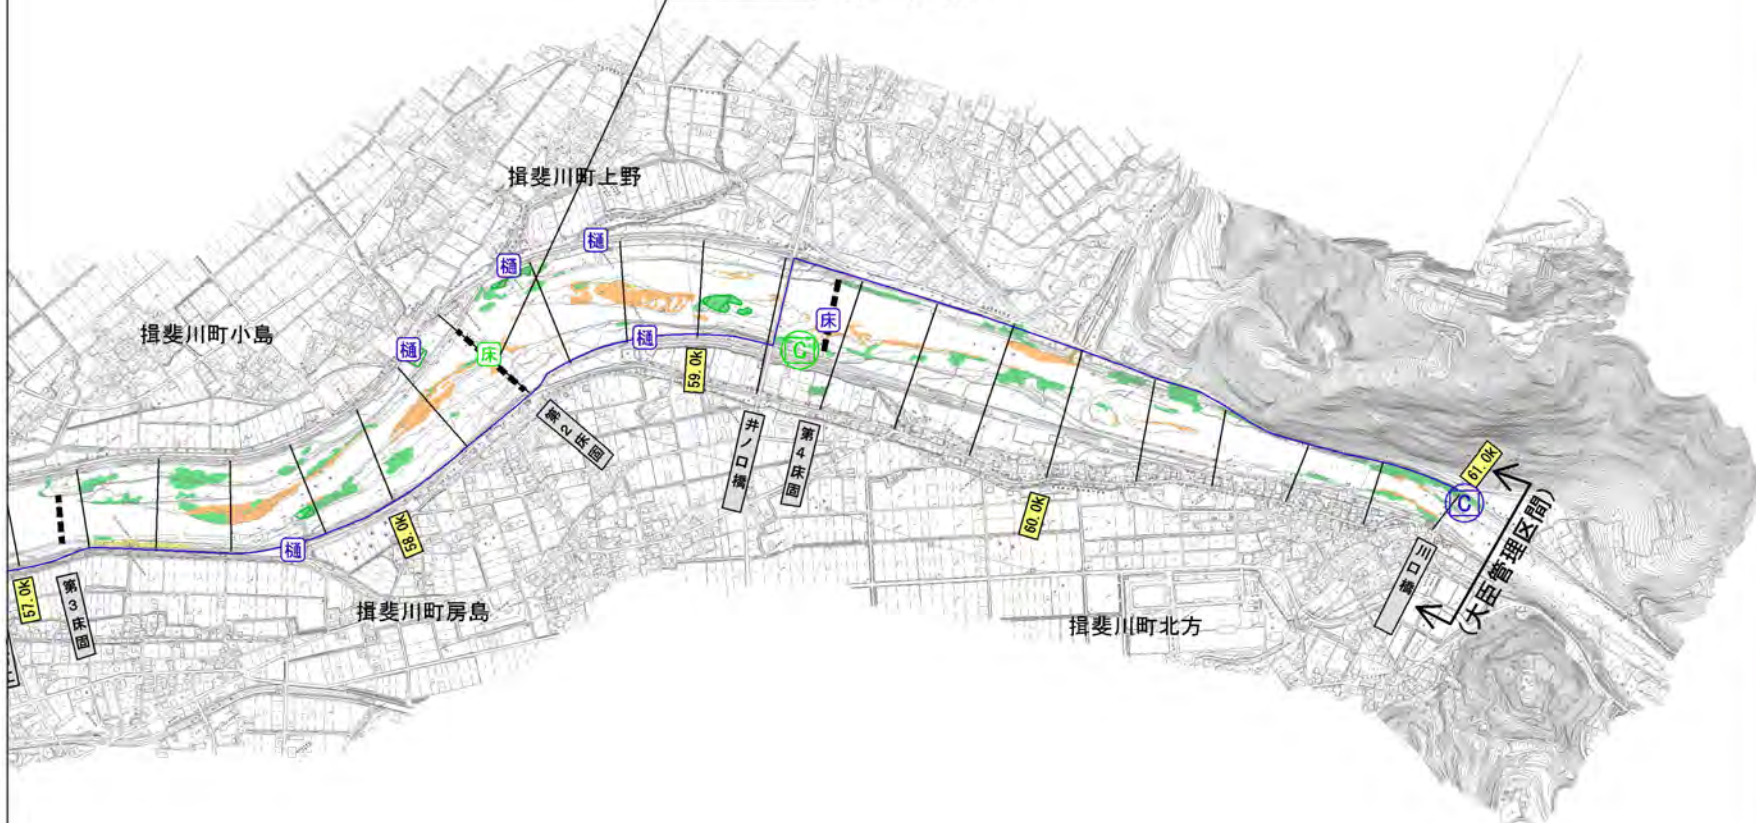 揖斐川町上野
樋
樋
揖斐川町小島
樋
床
樋
床
C
59.0k
第2床固
井ノ口橋
第4床固
61.0k
C
(大臣管理区間)
60.0k
58.0k
樋
川口橋
57.0k
第3床固
揖斐川町房島
揖斐川町北方